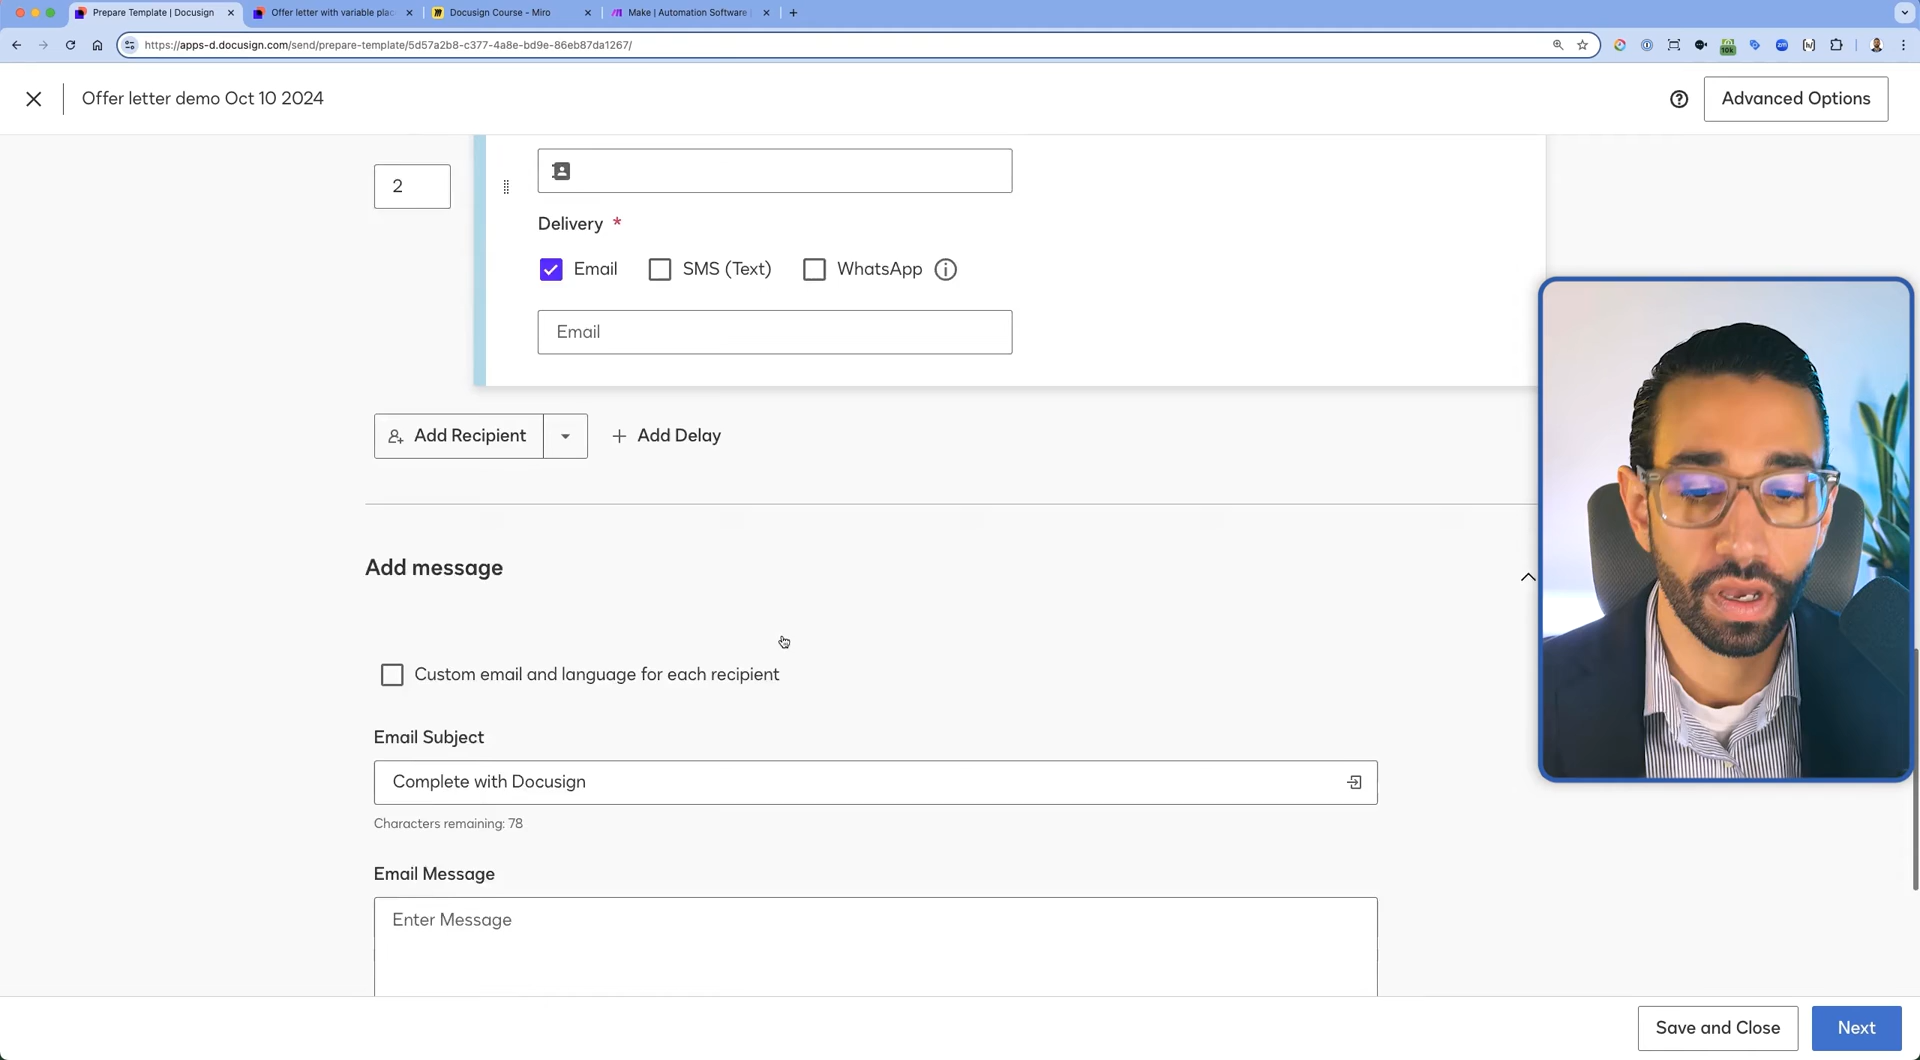 Prepare Template | Docusign
Offer letter with variable plac
Docusign Course - Miro
Make | Automation Software
https://apps-d.docusign.com/send/prepare-template/5d57a2b8-c377-4a8e-bd9e-86eb87da1267/
10k
Offer letter demo Oct 10 2024
Advanced Options
2
Delivery *
Email
SMS (Text)
WhatsApp
Email
Add Recipient
Add Delay
Add message
Custom email and language for each recipient
Email Subject
Complete with Docusign
Characters remaining: 78
Email Message
Enter Message
Save and Close
Next